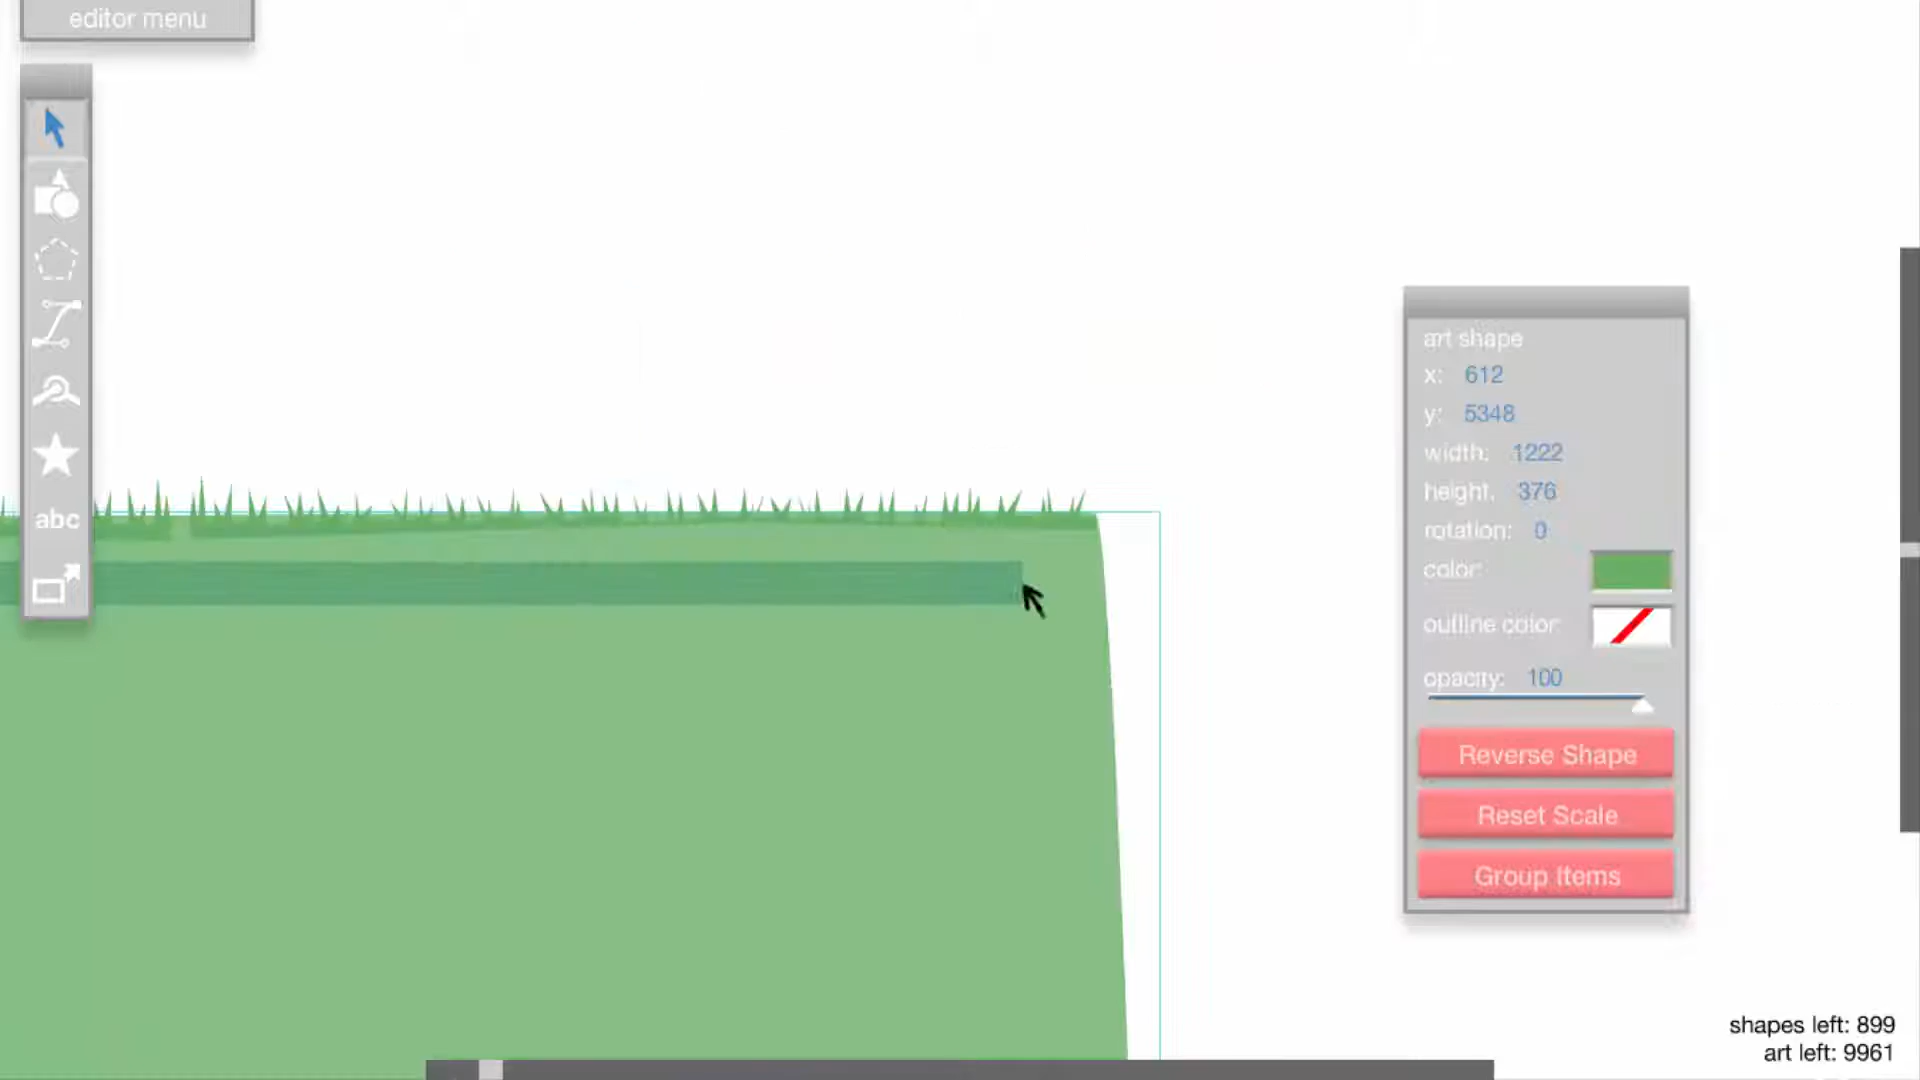 editor menu
abc
art shape
x: 612
y: 5348
width: 1222
height: 376
rotation: 0
color:
outline color:
opacity: 100
Reverse Shape
Reset Scale
Group Items
shapes left: 899
art left: 9961